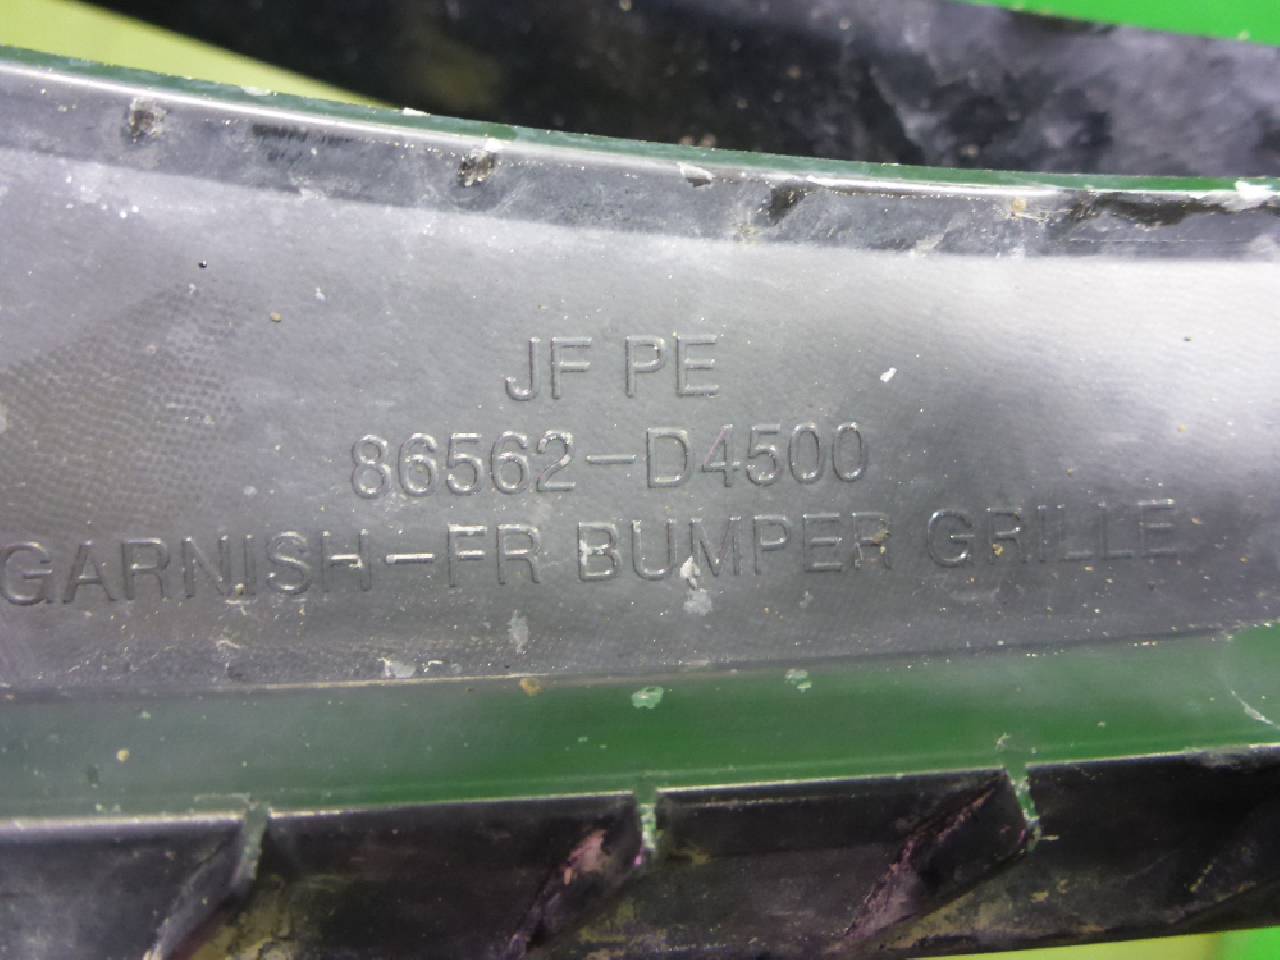 JF PE
86562-D4500
GARNISH-FR BUMPER GRILLE